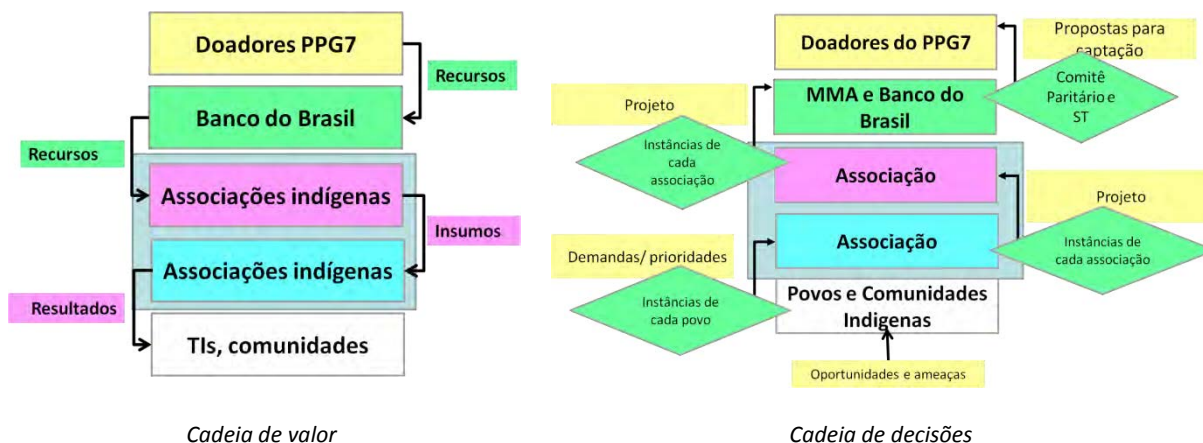 Doadores PPG7
Recursos
Banco do Brasil
Recursos
Associações indígenas
Insumos
Associações indígenas
Resultados
TIs, comunidades
Cadeia de valor
Doadores do PPG7
Propostas para
captação
Comitê
Paritário e
ST
MMA e Banco do
Brasil
Projeto
Instâncias de
cada
associação
Associação
Projeto
Instâncias de
cada associação
Associação
Demandas/ prioridades
Instâncias de
cada povo
Povos e Comunidades
Indigenas
Oportunidades e ameaças
Cadeia de decisões